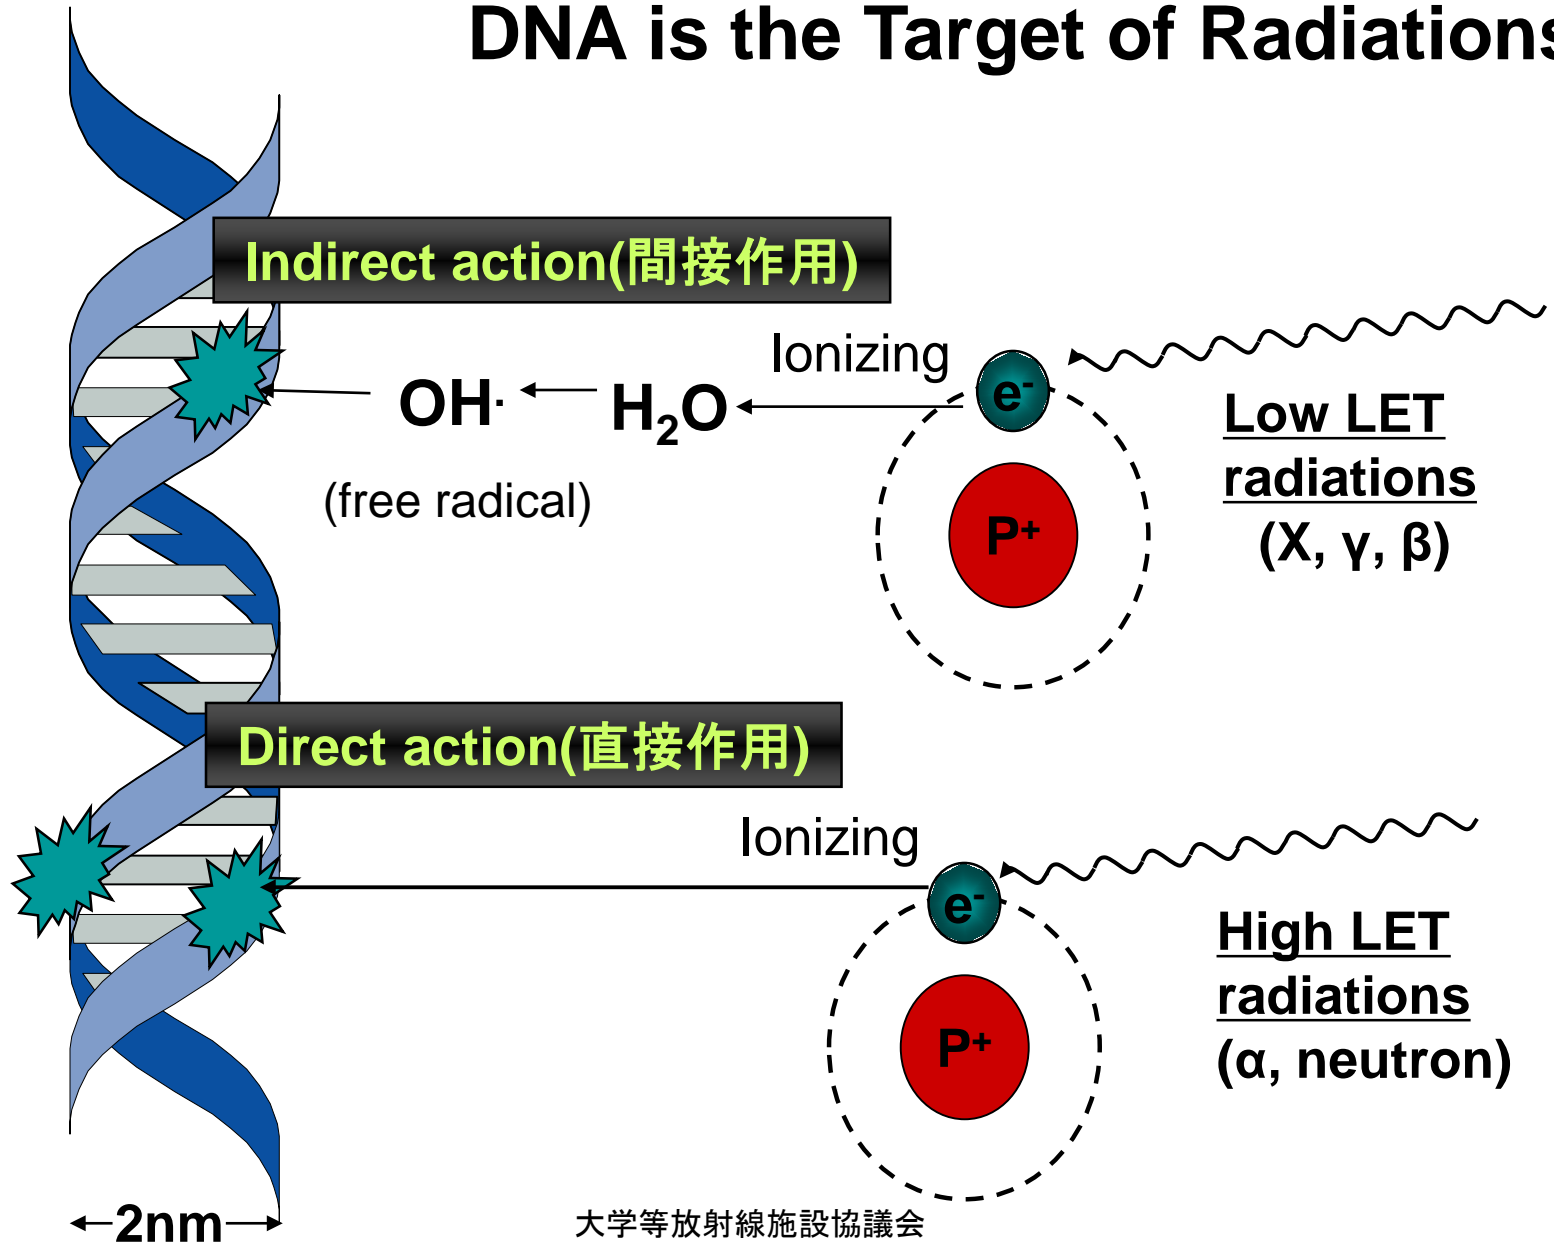 DNA is the Target of Radiations
Indirect action(間接作用)
Ionizing
e-
OH·
H₂O
Low LET
radiations
(X, γ, β)
(free radical)
P+
Direct action(直接作用)
Ionizing
e-
High LET
radiations
(α, neutron)
P+
2nm
大学等放射線施設協議会